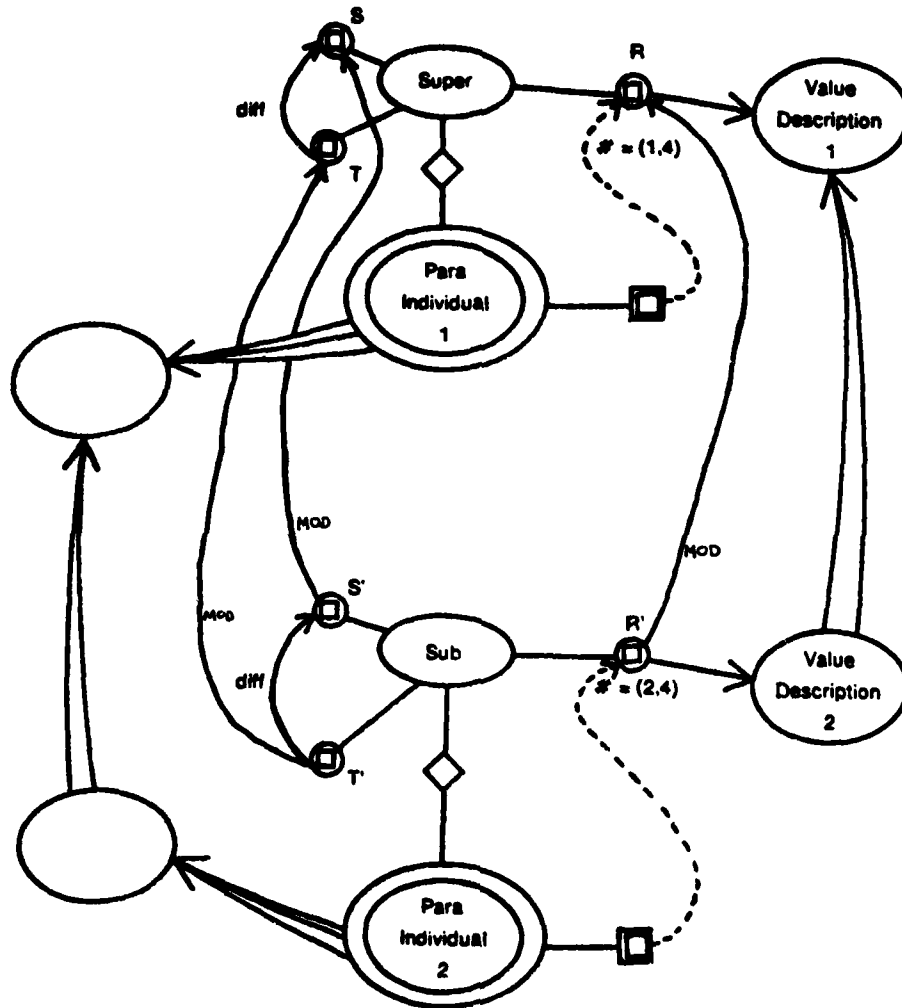 S
Super
R
Value
Description
1
diff
T
# = (1,4)
Para
Individual
1
MOD
MOD
MOD
S'
Sub
R'
# = (2,4)
Value
Description
2
diff
T'
Para
Individual
2